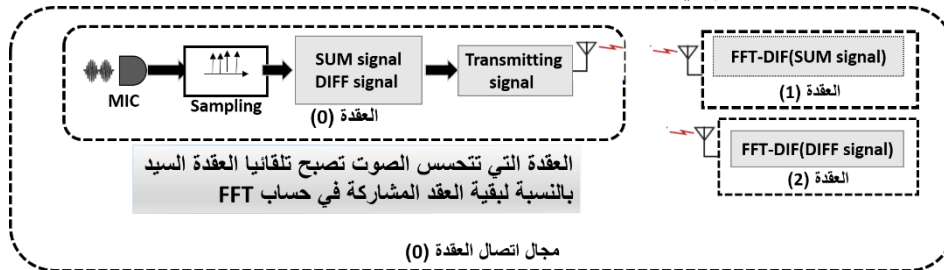 MIC
Sampling
SUM signal
DIFF signal
العقدة (0)
Transmitting
signal
FFT-DIF(SUM signal)
العقدة (1)
FFT-DIF(DIFF signal)
العقدة (2)
العقدة التي تتحسس الصوت تصبح تلقائيا العقدة السيد
بالنسبة لبقية العقد المشاركة في حساب FFT
مجال اتصال العقدة (0)